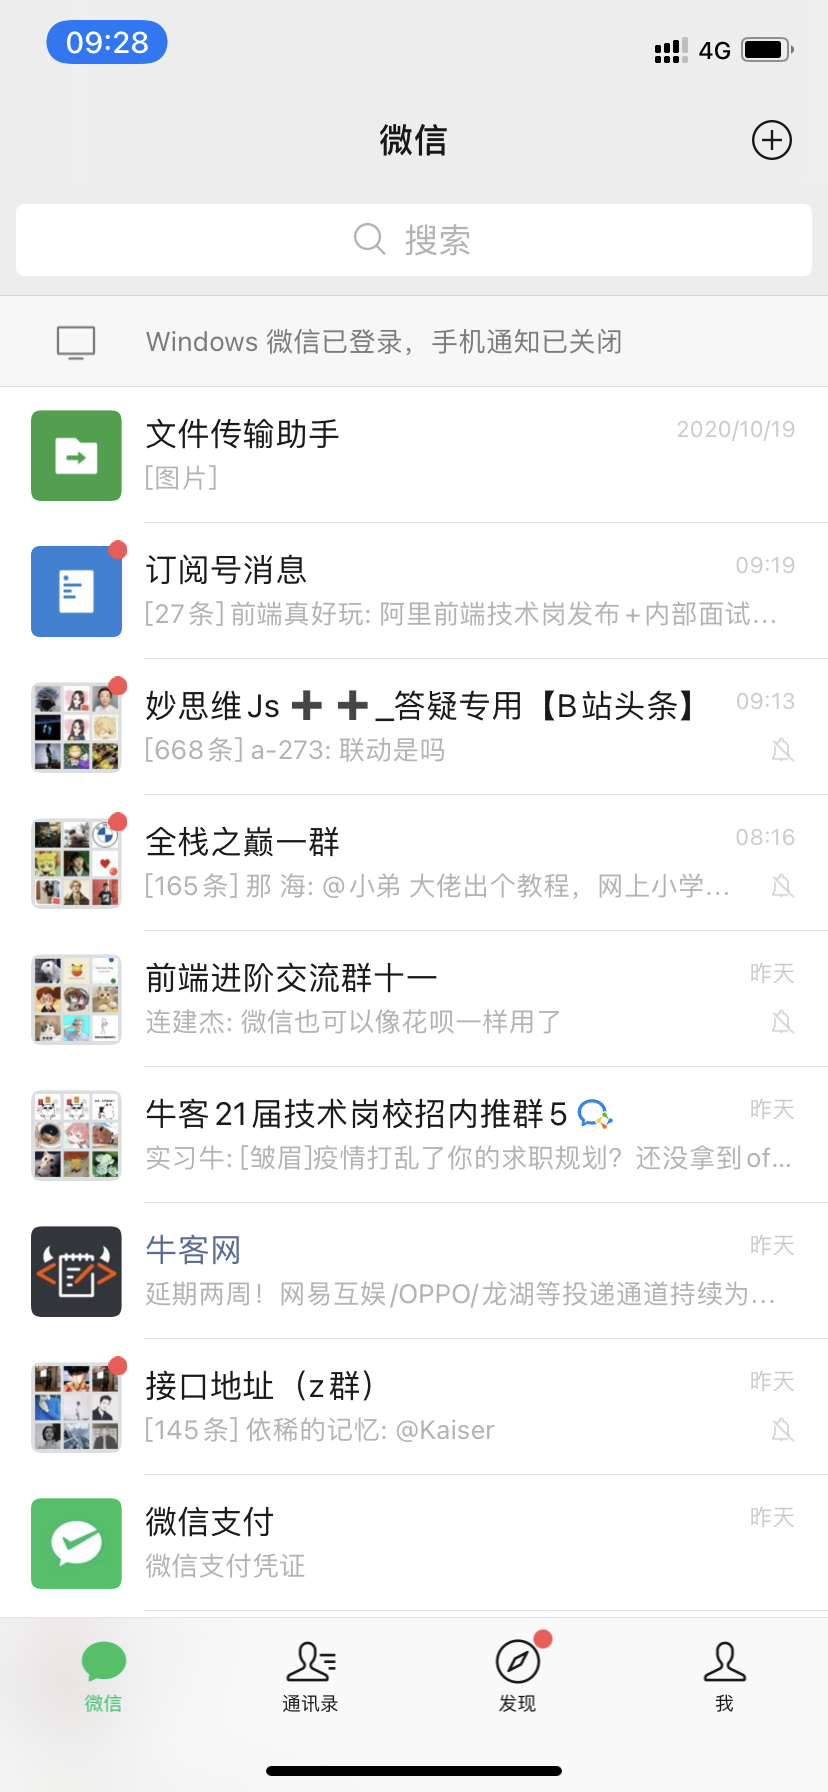 09:28
4G
微信
搜索
Windows 微信已登录，手机通知已关闭
文件传输助手
2020/10/19
[图片]
订阅号消息
09:19
[27条] 前端真好玩: 阿里前端技术岗发布+内部面试...
妙思维Js ➕ ➕_答疑专用【B站头条】
09:13
[668条] a-273: 联动是吗
全栈之巅一群
08:16
[165条] 那 海: @小弟 大佬出个教程，网上小学...
前端进阶交流群十一
昨天
连建杰: 微信也可以像花呗一样用了
牛客21届技术岗校招内推群5
昨天
实习牛: [皱眉]疫情打乱了你的求职规划？还没拿到of...
牛客网
昨天
延期两周！网易互娱/OPPO/龙湖等投递通道持续为...
接口地址（z群）
昨天
[145条] 依稀的记忆: @Kaiser
微信支付
昨天
微信支付凭证
微信
通讯录
发现
我